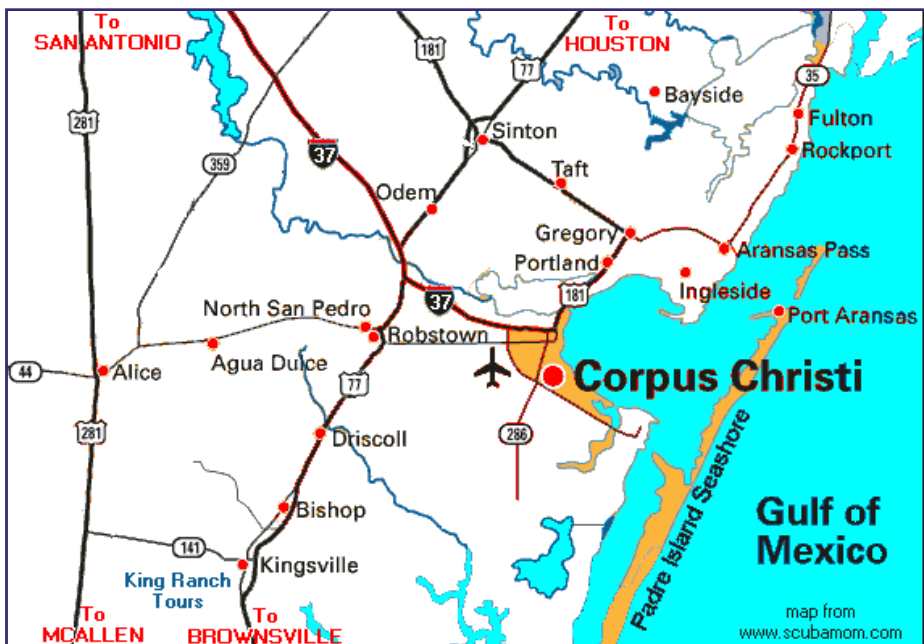 To
SAN ANTONIO
181
To
HOUSTON
77
35
281
Bayside
Fulton
Sinton
37
Rockport
359
Taft
Odem
Gregory
Aransas Pass
Portland
181
Ingleside
37
North San Pedro
Port Aransas
Robstown
44
Alice
Agua Dulce
77
Corpus Christi
281
Driscoll
286
Padre Island Seashore
Bishop
Gulf of
Mexico
141
Kingsville
King Ranch
Tours
To
MCALLEN
To
BROWNSVILLE
map from
www.scubamom.com